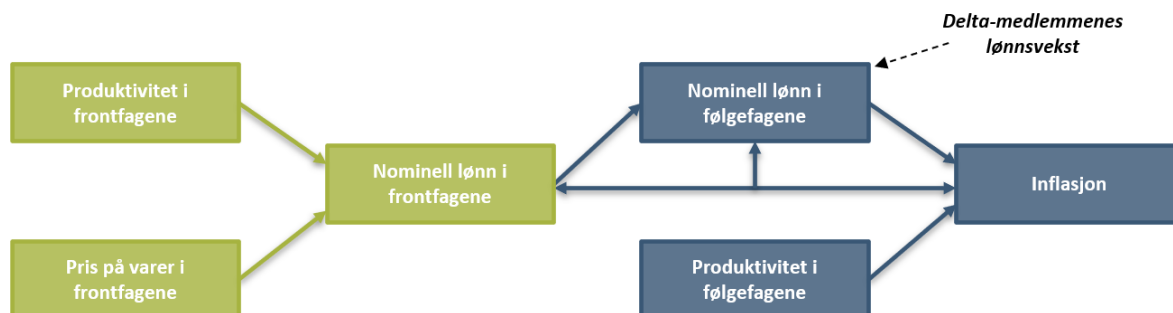 Delta-medlemmenes
lønnsvekst
Produktivitet i
frontfagene
Nominell lønn i
følgefagene
Nominell lønn i
frontfagene
Inflasjon
Pris på varer i
frontfagene
Produktivitet i
følgefagene